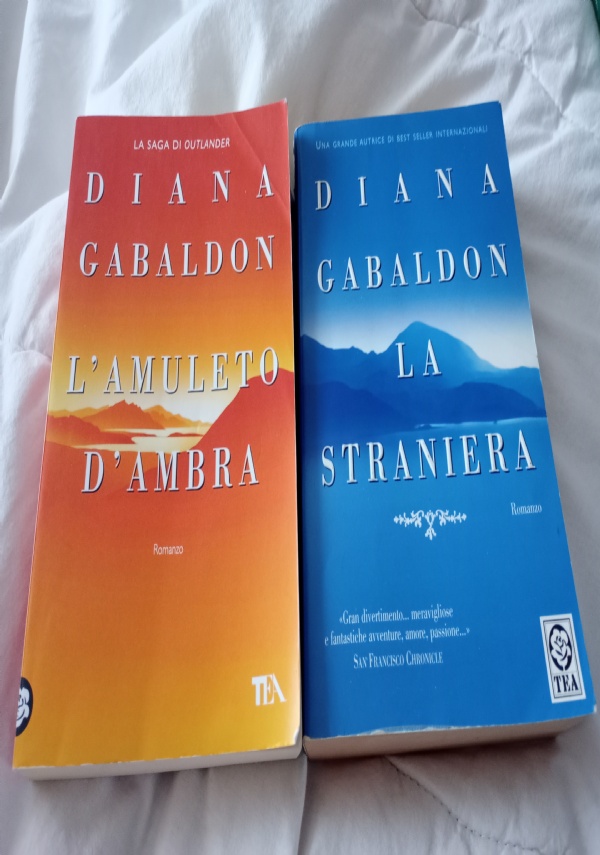 LA SAGA DI OUTLANDER
DIANA
GABALDON
L'AMULETO
D'AMBRA
Romanzo
TEA
UNA GRANDE AUTRICE DI BEST SELLER INTERNAZIONALI
DIANA
GABALDON
LA
STRANIERA
Romanzo
«Gran divertimento... meravigliose
e fantastiche avventure, amore, passione...»
SAN FRANCISCO CHRONICLE
TEA